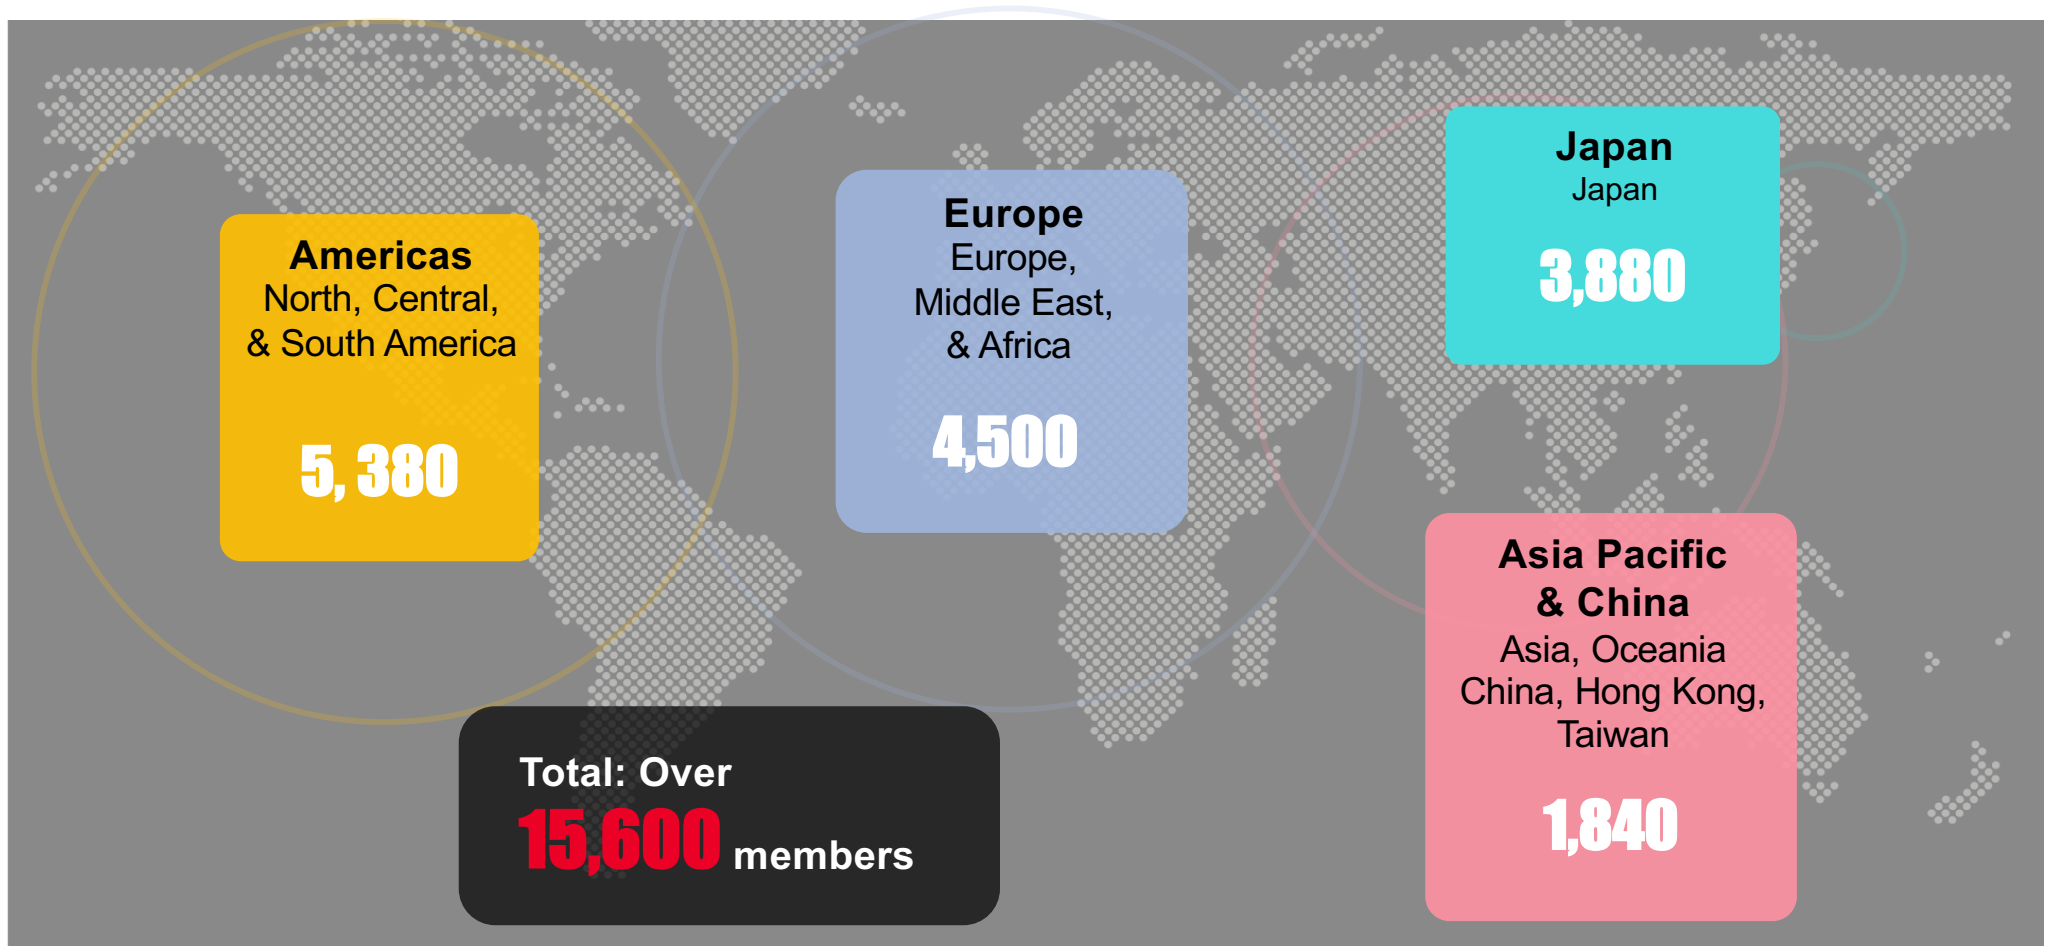 Americas
North, Central,
& South America
5, 380
Europe
Europe,
Middle East,
& Africa
4,500
Japan
Japan
3,880
Asia Pacific
& China
Asia, Oceania
China, Hong Kong,
Taiwan
1,840
Total: Over
15,600 members